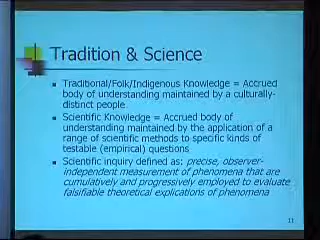 Tradition & Science
Traditional/Folk/Indigenous Knowledge = Accrued
body of understanding maintained by a culturally-
distinct people
Scientific Knowledge = Accrued body of
understanding maintained by the application of a
range of scientific methods to specific kinds of
testable (empirical) questions
Scientific inquiry defined as: precise, observer-
independent measurement of phenomena that are
cumulatively and progressively employed to evaluate
falsifiable theoretical explications of phenomena
11